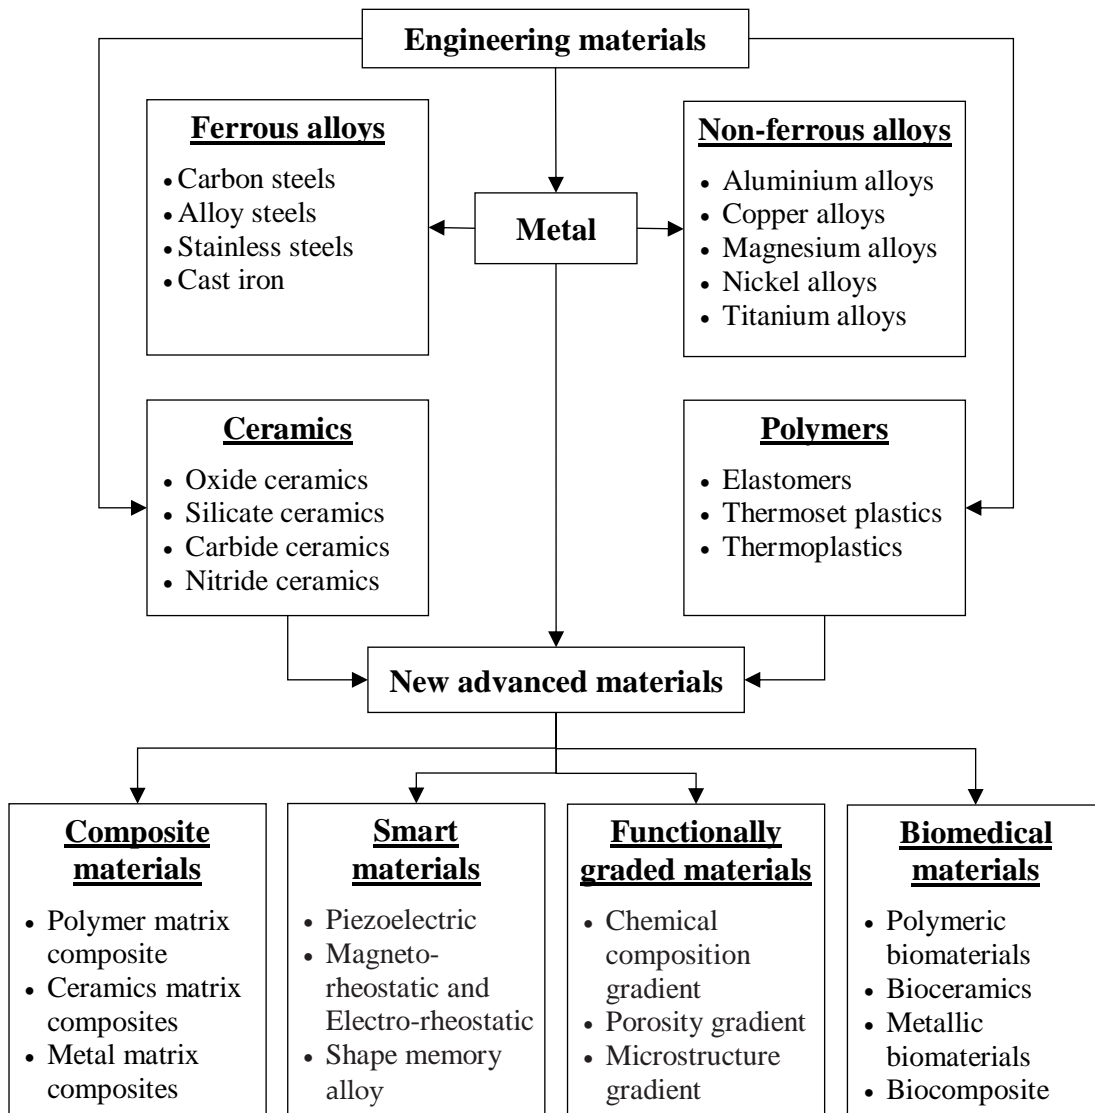 Engineering materials
Ferrous alloys
• Carbon steels
• Alloy steels
• Stainless steels
• Cast iron
Metal
Non-ferrous alloys
• Aluminium alloys
• Copper alloys
• Magnesium alloys
• Nickel alloys
• Titanium alloys
Ceramics
• Oxide ceramics
• Silicate ceramics
• Carbide ceramics
• Nitride ceramics
Polymers
• Elastomers
• Thermoset plastics
• Thermoplastics
New advanced materials
Composite
materials
• Polymer matrix
composite
• Ceramics matrix
composites
• Metal matrix
composites
Smart
materials
• Piezoelectric
• Magneto-
rheostatic and
Electro-rheostatic
• Shape memory
alloy
Functionally
graded materials
• Chemical
composition
gradient
• Porosity gradient
• Microstructure
gradient
Biomedical
materials
• Polymeric
biomaterials
• Bioceramics
• Metallic
biomaterials
• Biocomposite